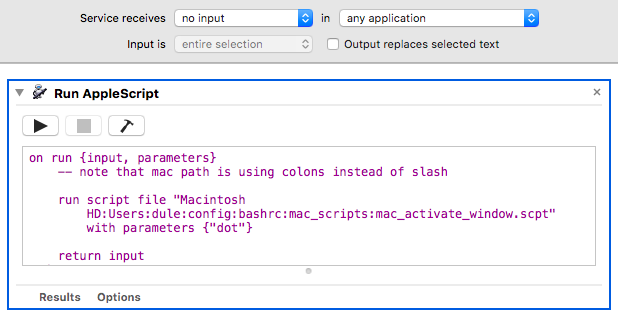 Service receives no input in any application
Input is entire selection Output replaces selected text
Run AppleScript
on run {input, parameters}
-- note that mac path is using colons instead of slash
run script file "Macintosh
HD:Users:dule:config:bashrc:mac_scripts:mac_activate_window.scpt"
with parameters {"dot"}
return input
Results Options